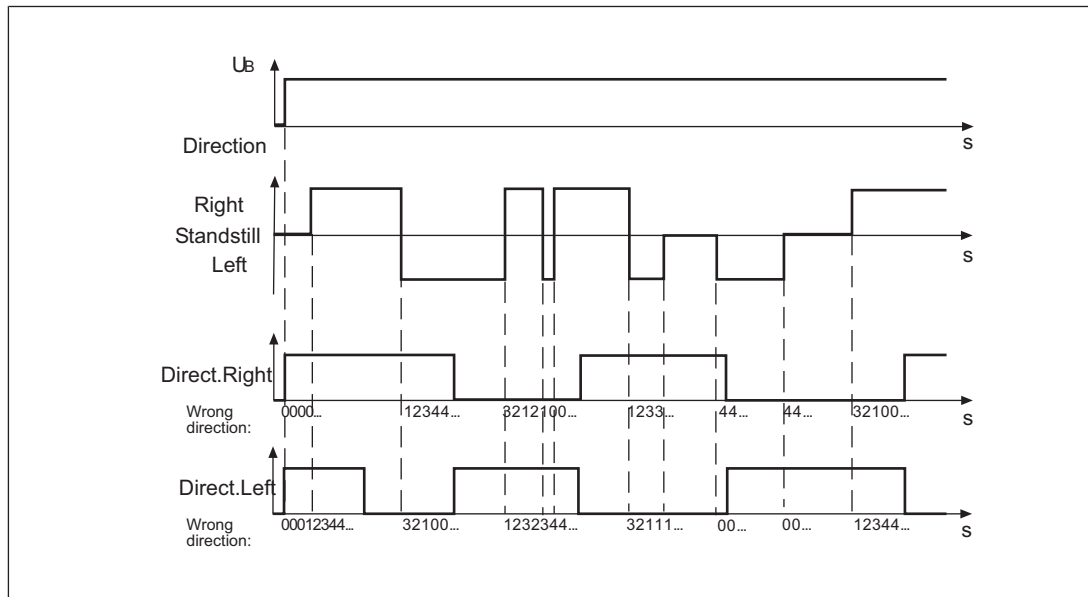 UB
S
Direction
Right
Standstill
Left
S
Direct.Right
Wrong direction:
0000... 12344... 3212100... 1233... 44... 44... 32100...
S
Direct.Left
Wrong direction:
00012344... 32100... 1232344... 32111... 00... 00... 12344...
S